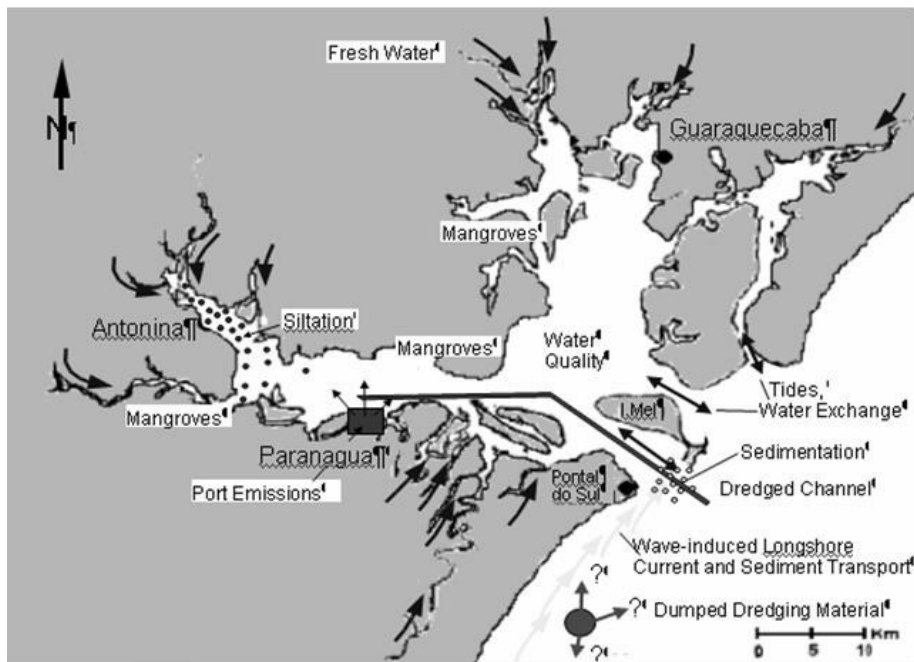 Fresh Water
N¶
Guaraquecaba¶
Mangroves
Antonina¶
Siltation
Mangroves
Water
Quality
Tides,
Water Exchange
Mangroves
I.Mel¶
Paranagua¶
Sedimentation
Port Emissions
Pontal
do Sul
Dredged Channel
Wave-induced Longshore
Current and Sediment Transport
?
? Dumped Dredging Material
?
Km
0 5 10